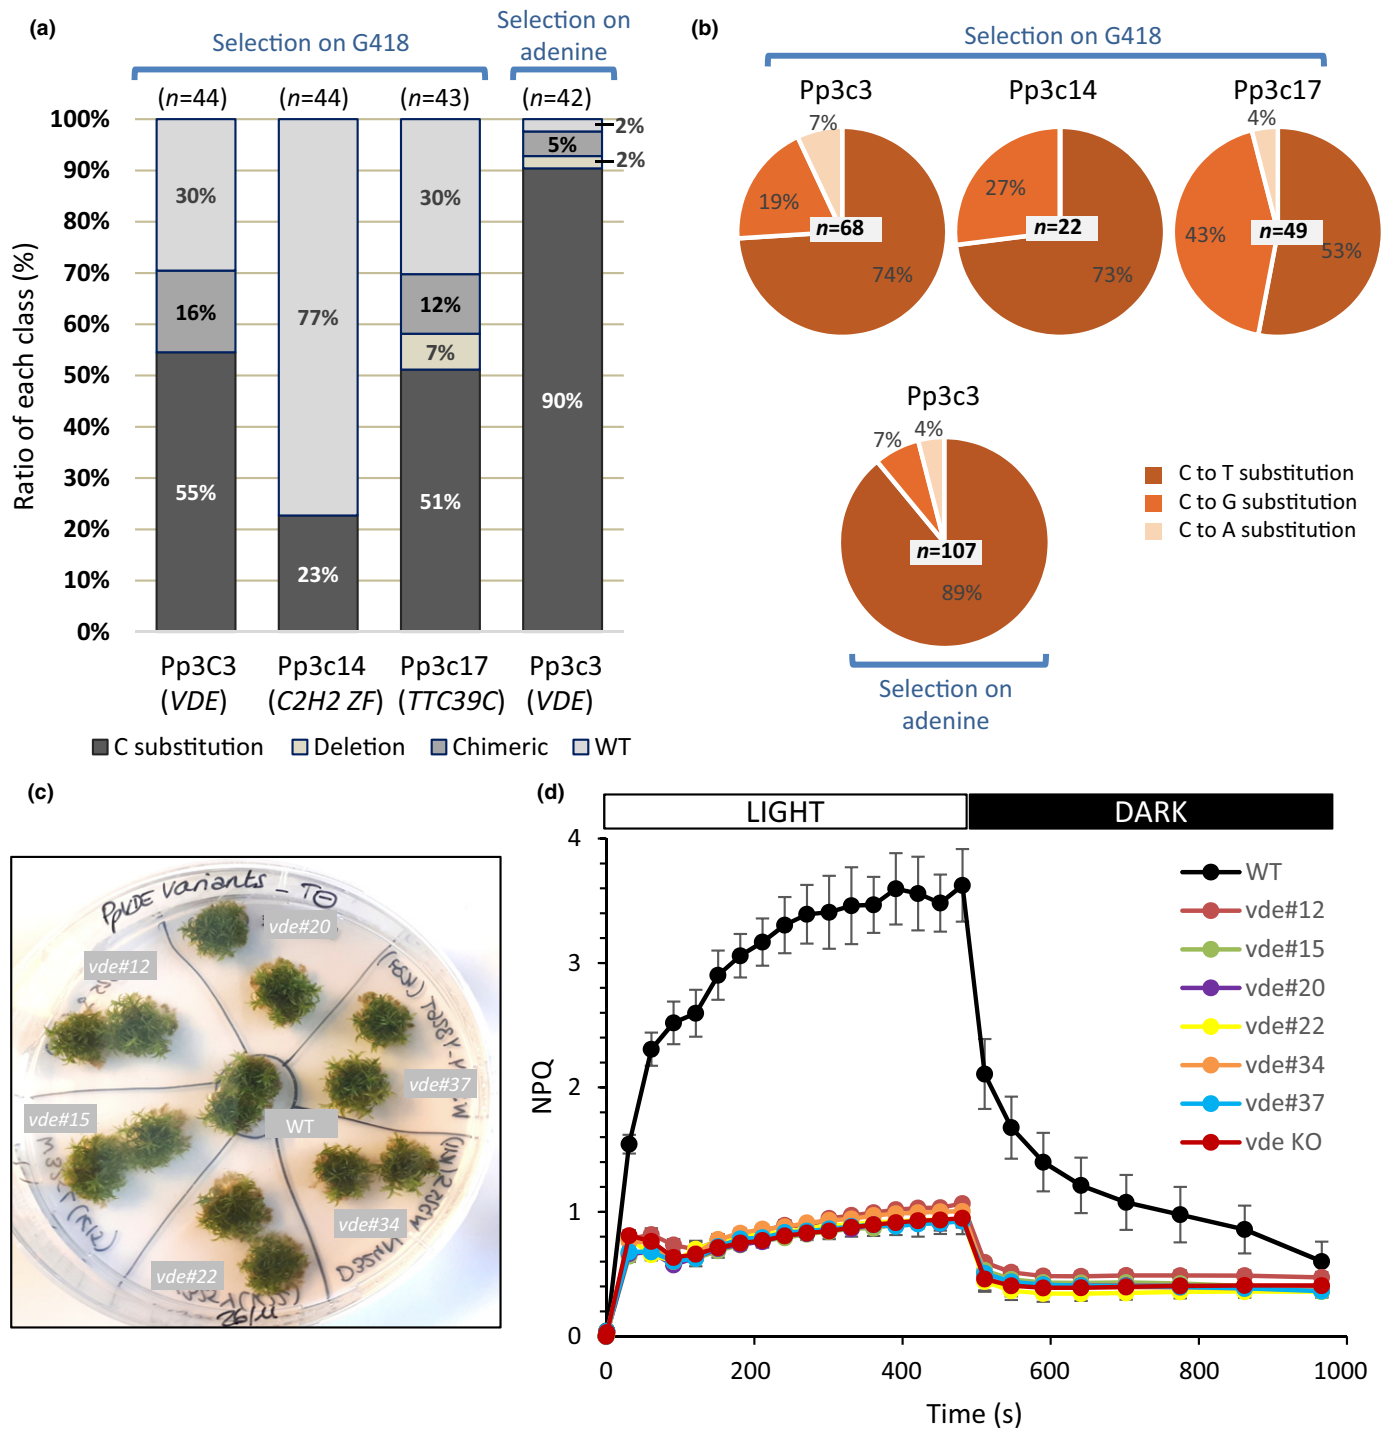 (a)
Selection on G418
Selection on
adenine
(n=44)
(n=44)
(n=43)
(n=42)
Ratio of each class (%)
100%
90%
80%
70%
60%
50%
40%
30%
20%
10%
0%
30%
16%
55%
77%
23%
30%
12%
7%
51%
2%
5%
2%
90%
Pp3C3
(VDE)
Pp3c14
(C2H2 ZF)
Pp3c17
(TTC39C)
Pp3c3
(VDE)
C substitution
Deletion
Chimeric
WT
(b)
Selection on G418
Pp3c3
7%
19%
n=68
74%
Pp3c14
27%
n=22
73%
Pp3c17
4%
43%
n=49
53%
Pp3c3
7%
4%
n=107
89%
Selection on
adenine
C to T substitution
C to G substitution
C to A substitution
(c)
PpVDE Variants _ T⊖
vde#20
vde#12
vde#37
vde#15
WT
vde#34
vde#22
26/11
(d)
LIGHT
DARK
NPQ
4
3
2
1
0
0
200
400
600
800
1000
Time (s)
WT
vde#12
vde#15
vde#20
vde#22
vde#34
vde#37
vde KO